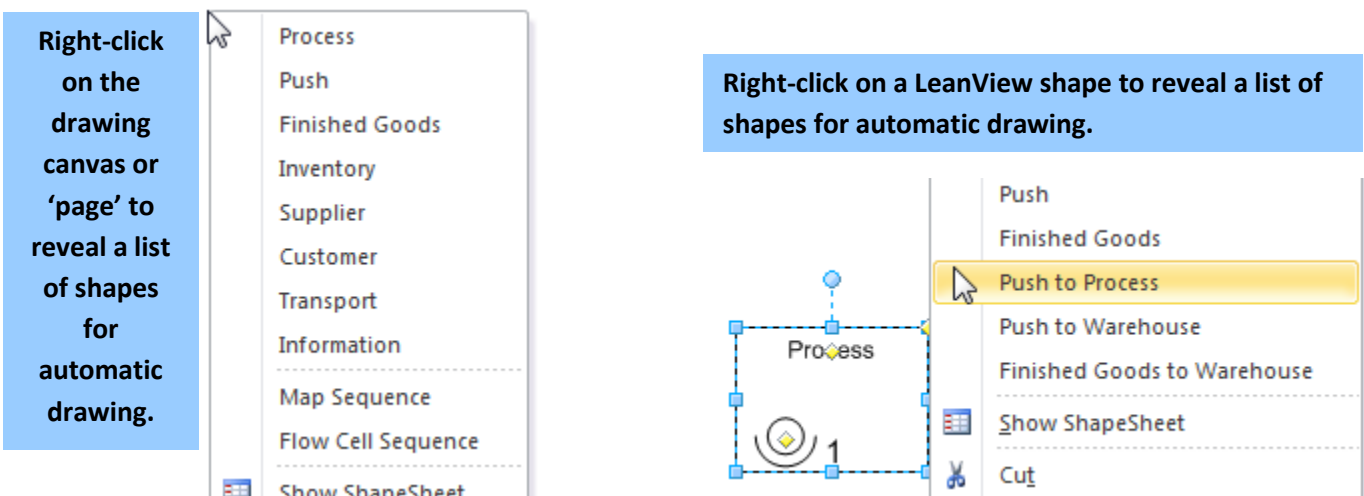 Right-click
on the
drawing
canvas or
‘page’ to
reveal a list
of shapes
for
automatic
drawing.
Process
Push
Finished Goods
Inventory
Supplier
Customer
Transport
Information
Map Sequence
Flow Cell Sequence
Show ShapeSheet
Right-click on a LeanView shape to reveal a list of
shapes for automatic drawing.
Process
1
Push
Finished Goods
Push to Process
Push to Warehouse
Finished Goods to Warehouse
Show ShapeSheet
Cut